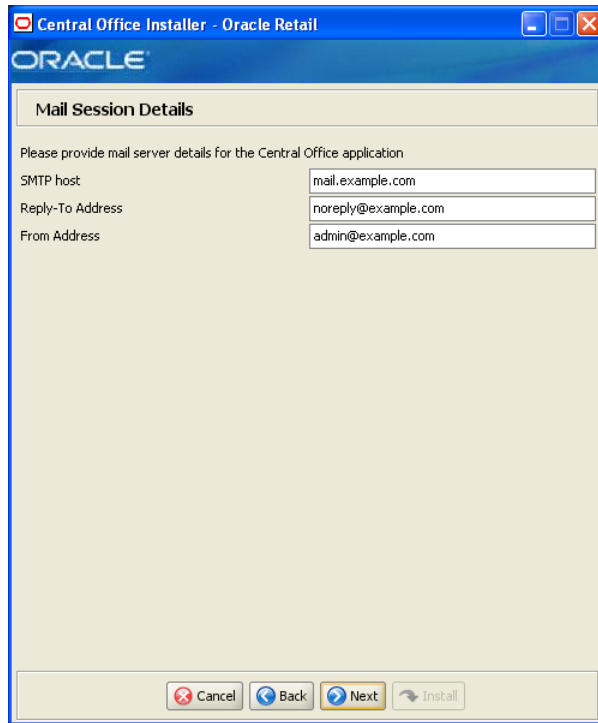 Central Office Installer - Oracle Retail
ORACLE
Mail Session Details
Please provide mail server details for the Central Office application
SMTP host mail.example.com
Reply-To Address noreply@example.com
From Address admin@example.com
Cancel Back Next Install